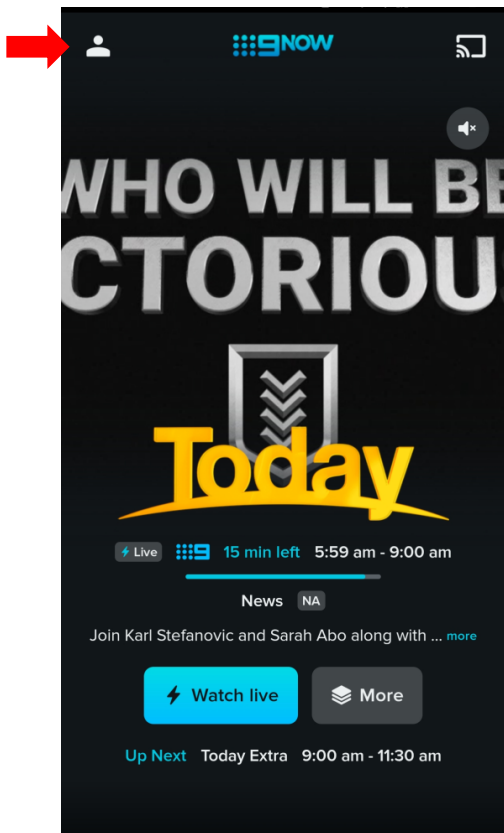 9NOW
WHO WILL BE
CTORIOU
Today
Live 9 15 min left 5:59 am - 9:00 am
News NA
Join Karl Stefanovic and Sarah Abo along with ... more
Watch live More
Up Next Today Extra 9:00 am - 11:30 am